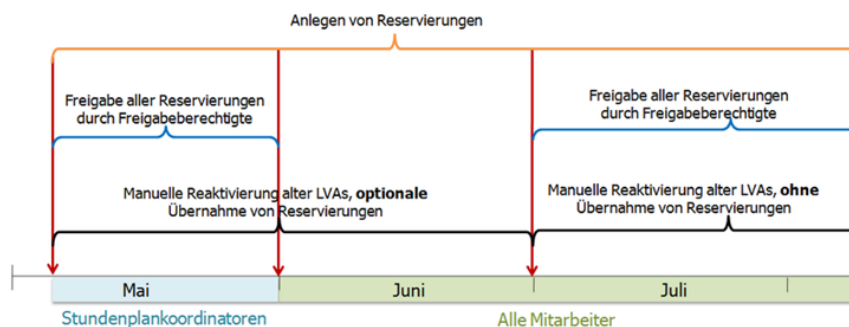 Anlegen von Reservierungen
Freigabe aller Reservierungen
durch Freigabeberechtigte
Freigabe aller Reservierungen
durch Freigabeberechtigte
Manuelle Reaktivierung alter LVAs, optionale
Übernahme von Reservierungen
Manuelle Reaktivierung alter LVAs, ohne
Übernahme von Reservierungen
Mai
Juni
Juli
Stundenplankoordinatoren
Alle Mitarbeiter